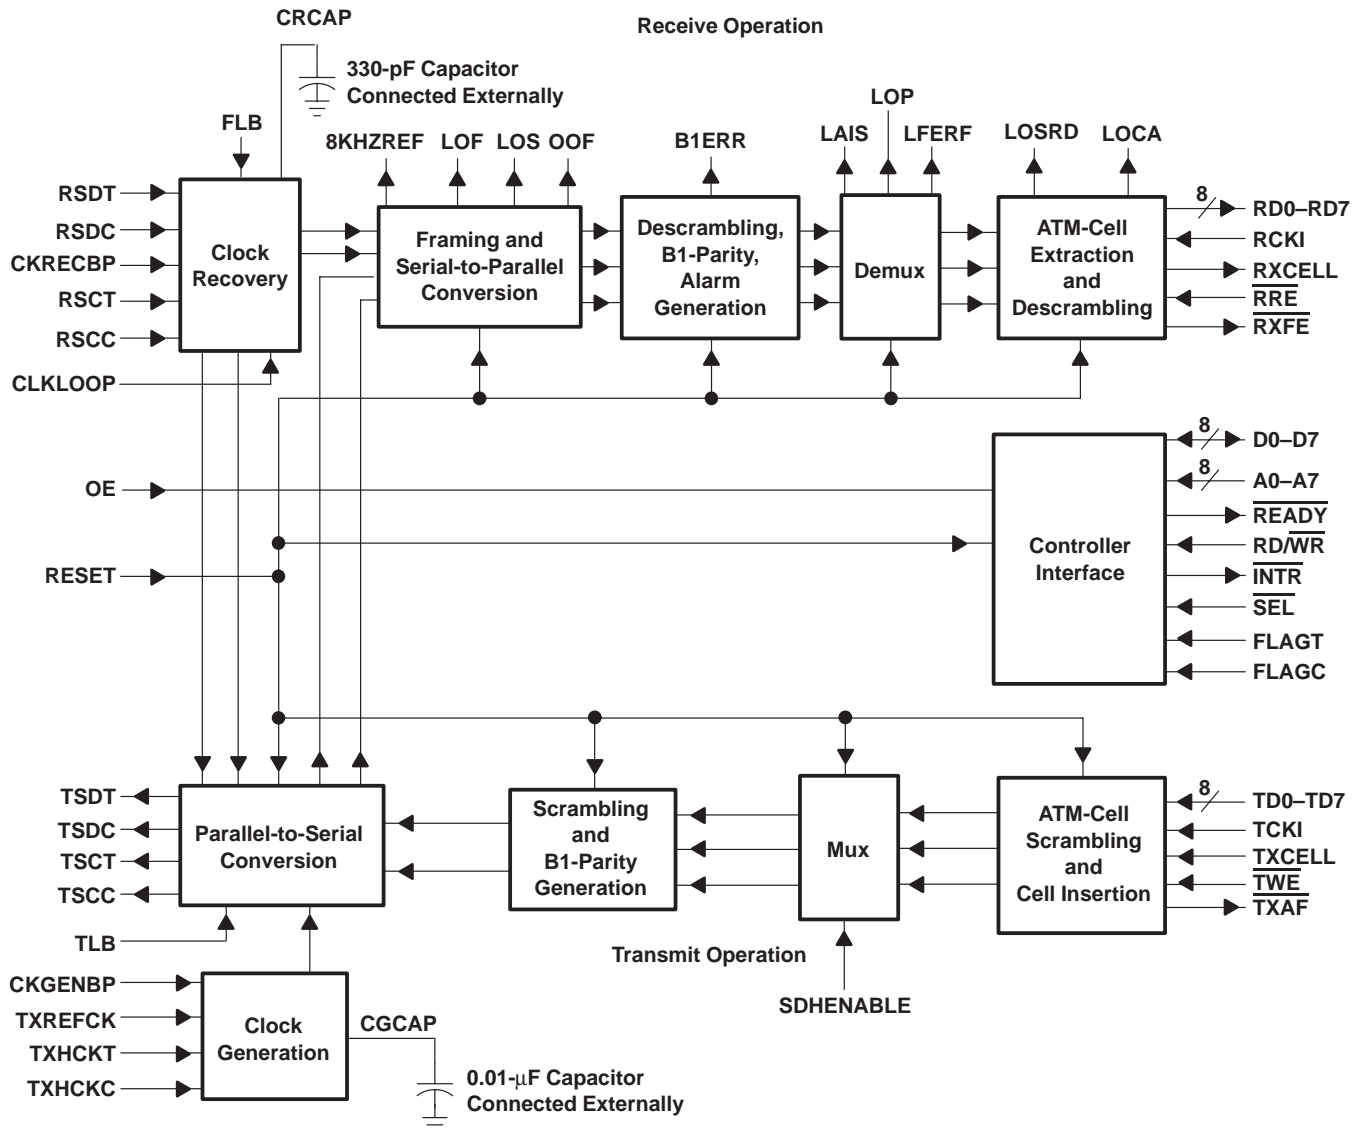 CRCAP
Receive Operation
330-pF Capacitor
Connected Externally
FLB
8KHZREF
LOF
LOS
OOF
B1ERR
LAIS
LOP
LFERF
LOSRD
LOCA
RSDT
RSDC
CKRECBP
RSCT
RSCC
CLKLOOP
Clock
Recovery
Framing and
Serial-to-Parallel
Conversion
Descrambling,
B1-Parity,
Alarm
Generation
Demux
ATM-Cell
Extraction
and
Descrambling
8
RD0–RD7
RCKI
RXCELL
RRE
RXFE
OE
RESET
Controller
Interface
8
D0–D7
8
A0–A7
READY
RD/WR
INTR
SEL
FLAGT
FLAGC
TSDT
TSDC
TSCT
TSCC
TLB
Parallel-to-Serial
Conversion
Scrambling
and
B1-Parity
Generation
Mux
ATM-Cell
Scrambling
and
Cell Insertion
8
TD0–TD7
TCKI
TXCELL
TWE
TXAF
Transmit Operation
SDHENABLE
CKGENBP
TXREFCK
TXHCKT
TXHCKC
Clock
Generation
CGCAP
0.01-μF Capacitor
Connected Externally